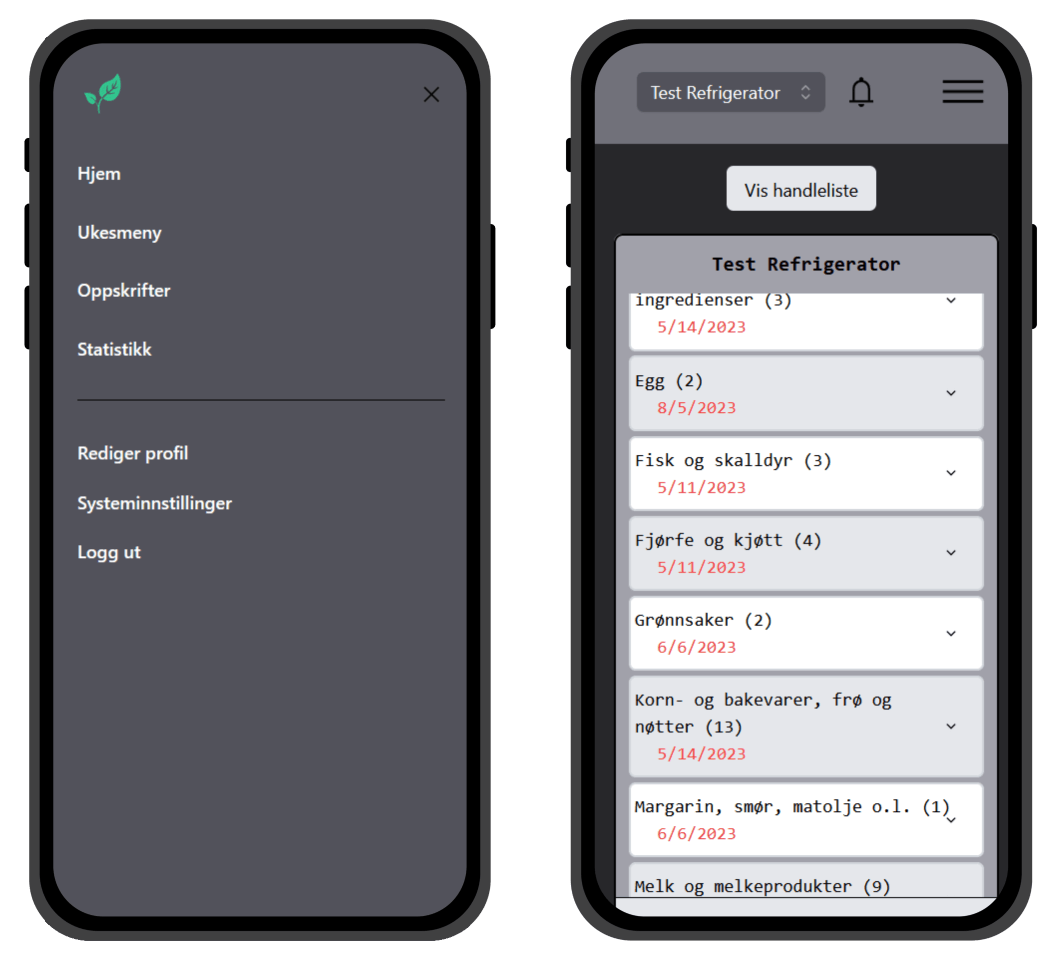 Hjem
Ukesmeny
Oppskrifter
Statistikk
Rediger profil
Systeminnstillinger
Logg ut
Test Refrigerator
Vis handleliste
Test Refrigerator
ingredienser (3)
5/14/2023
Egg (2)
8/5/2023
Fisk og skalldyr (3)
5/11/2023
Fjørfe og kjøtt (4)
5/11/2023
Grønnsaker (2)
6/6/2023
Korn- og bakevarer, frø og
nøtter (13)
5/14/2023
Margarin, smør, matolje o.l. (1)
6/6/2023
Melk og melkeprodukter (9)